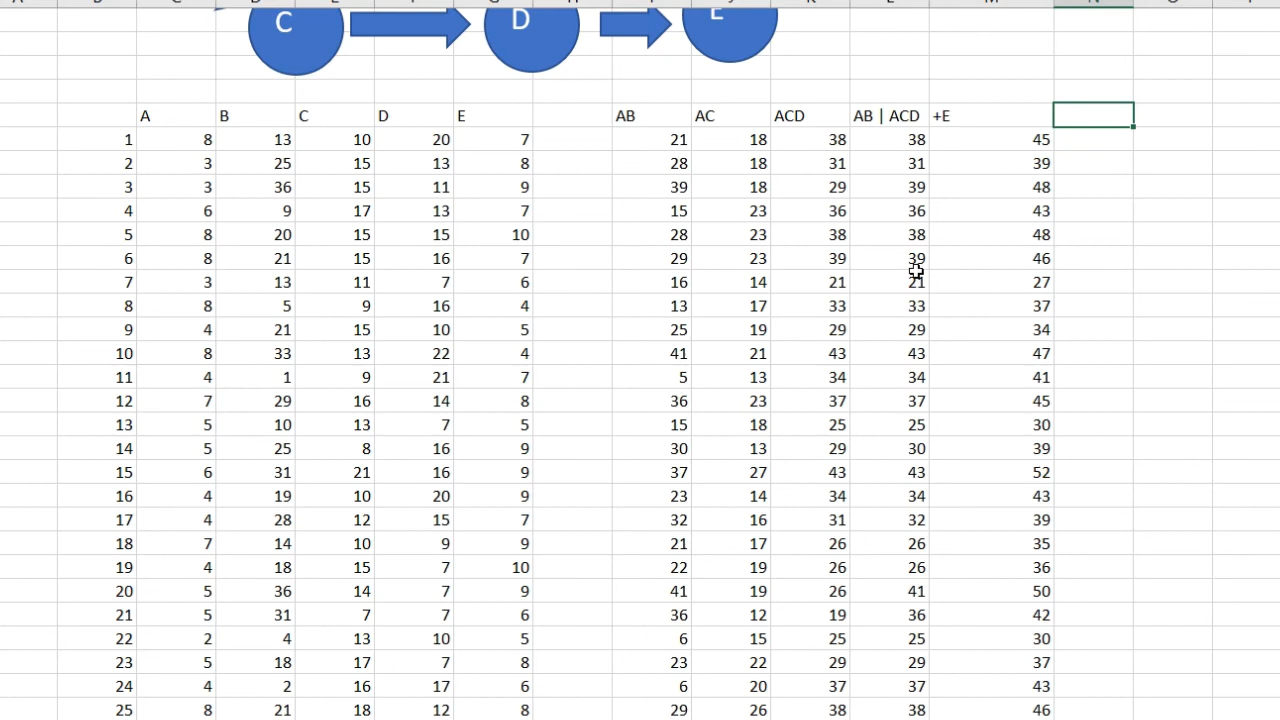 C D E
A B C D E AB AC ACD AB | ACD +E
1 8 13 10 20 7 21 18 38 38 45
2 3 25 15 13 8 28 18 31 31 39
3 3 36 15 11 9 39 18 29 39 48
4 6 9 17 13 7 15 23 36 36 43
5 8 20 15 15 10 28 23 38 38 48
6 8 21 15 16 7 29 23 39 39 46
7 3 13 11 7 6 16 14 21 21 27
8 8 5 9 16 4 13 17 33 33 37
9 4 21 15 10 5 25 19 29 29 34
10 8 33 13 22 4 41 21 43 43 47
11 4 1 9 21 7 5 13 34 34 41
12 7 29 16 14 8 36 23 37 37 45
13 5 10 13 7 5 15 18 25 25 30
14 5 25 8 16 9 30 13 29 30 39
15 6 31 21 16 9 37 27 43 43 52
16 4 19 10 20 9 23 14 34 34 43
17 4 28 12 15 7 32 16 31 32 39
18 7 14 10 9 9 21 17 26 26 35
19 4 18 15 7 10 22 19 26 26 36
20 5 36 14 7 9 41 19 26 41 50
21 5 31 7 7 6 36 12 19 36 42
22 2 4 13 10 5 6 15 25 25 30
23 5 18 17 7 8 23 22 29 29 37
24 4 2 16 17 6 6 20 37 37 43
25 8 21 18 12 8 29 26 38 38 46